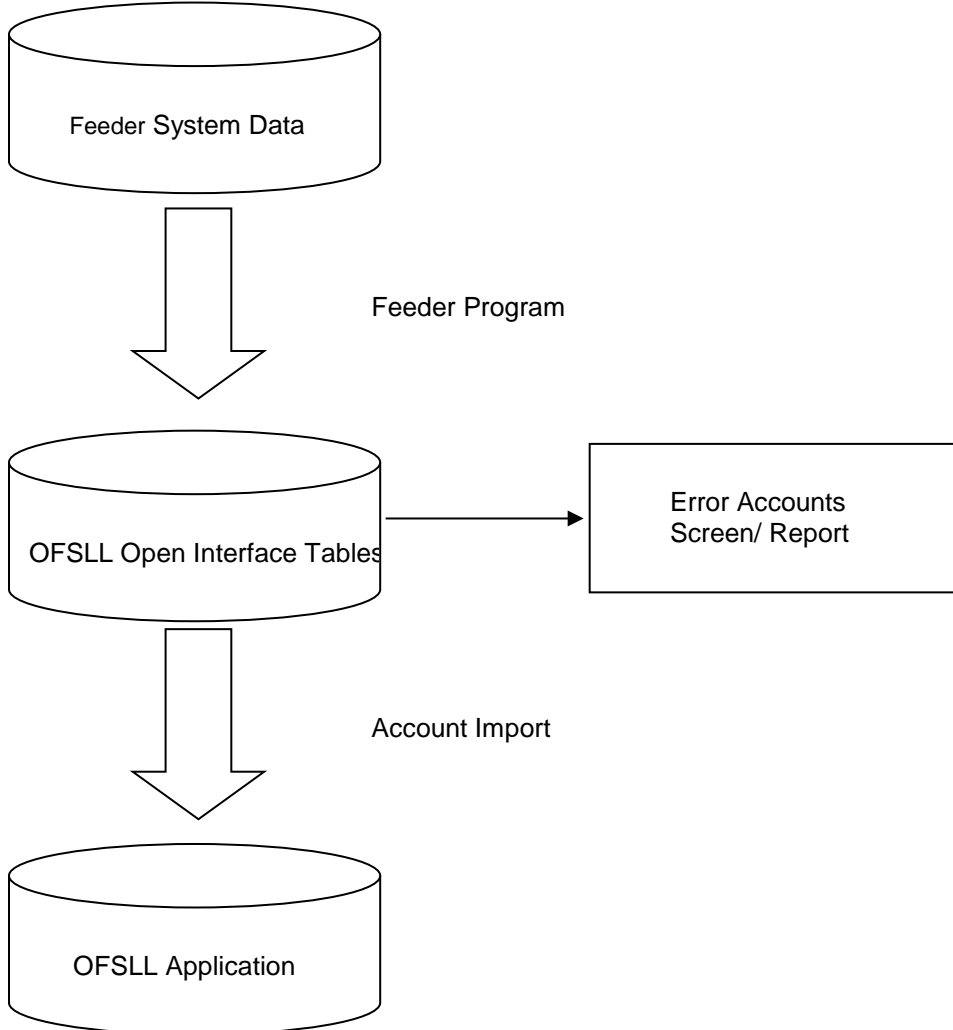 Feeder System Data
Feeder Program
OFSLL Open Interface Tables
Error Accounts
Screen/ Report
Account Import
OFSLL Application